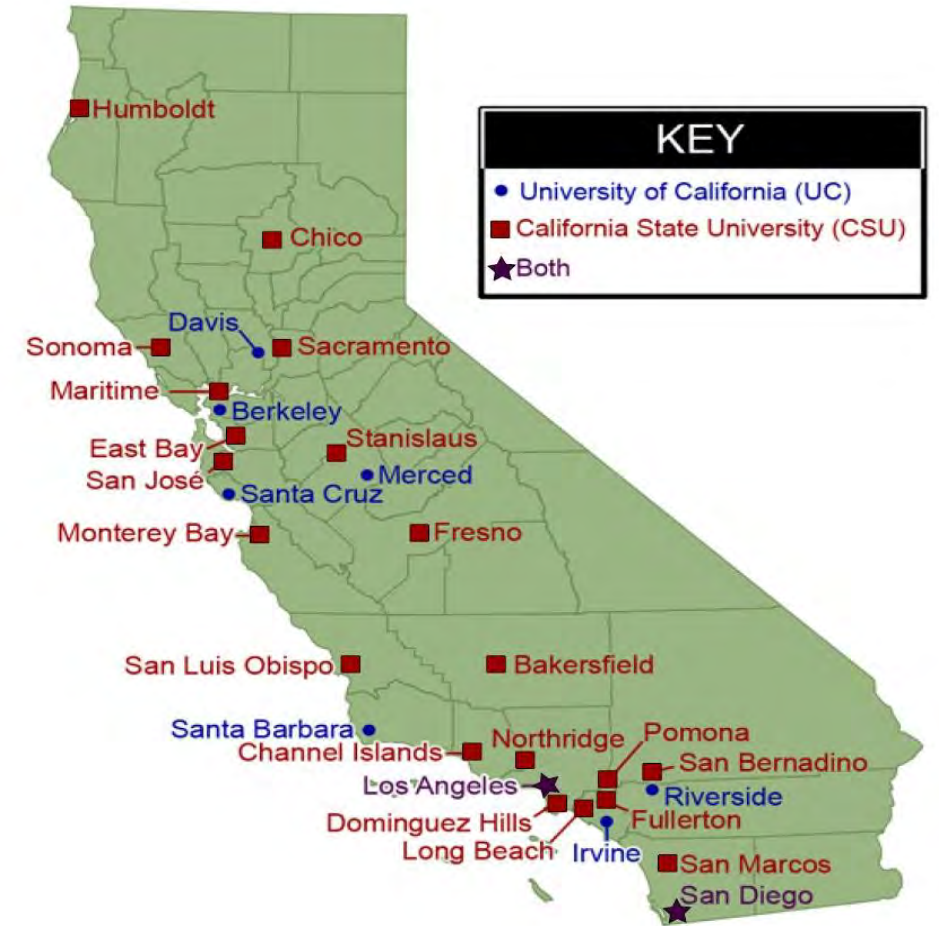 Humboldt
KEY
University of California (UC)
California State University (CSU)
Both
Chico
Davis
Sonoma
Sacramento
Maritime
Berkeley
East Bay
Stanislaus
San José
Merced
Santa Cruz
Monterey Bay
Fresno
San Luis Obispo
Bakersfield
Santa Barbara
Channel Islands
Northridge
Pomona
San Bernadino
Los Angeles
Riverside
Dominguez Hills
Fullerton
Long Beach
Irvine
San Marcos
San Diego